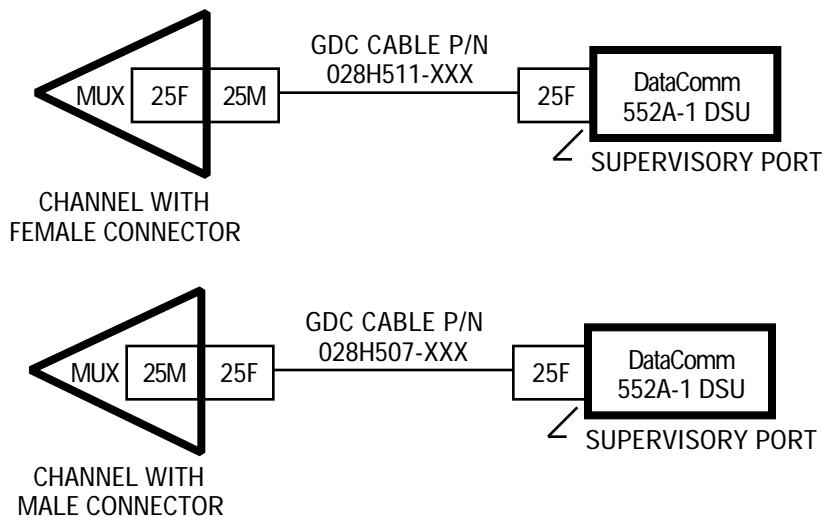 GDC CABLE P/N
028H511-XXX
MUX 25F 25M 25F DataComm
552A-1 DSU
SUPERVISORY PORT
CHANNEL WITH
FEMALE CONNECTOR
GDC CABLE P/N
028H507-XXX
MUX 25M 25F 25F DataComm
552A-1 DSU
SUPERVISORY PORT
CHANNEL WITH
MALE CONNECTOR